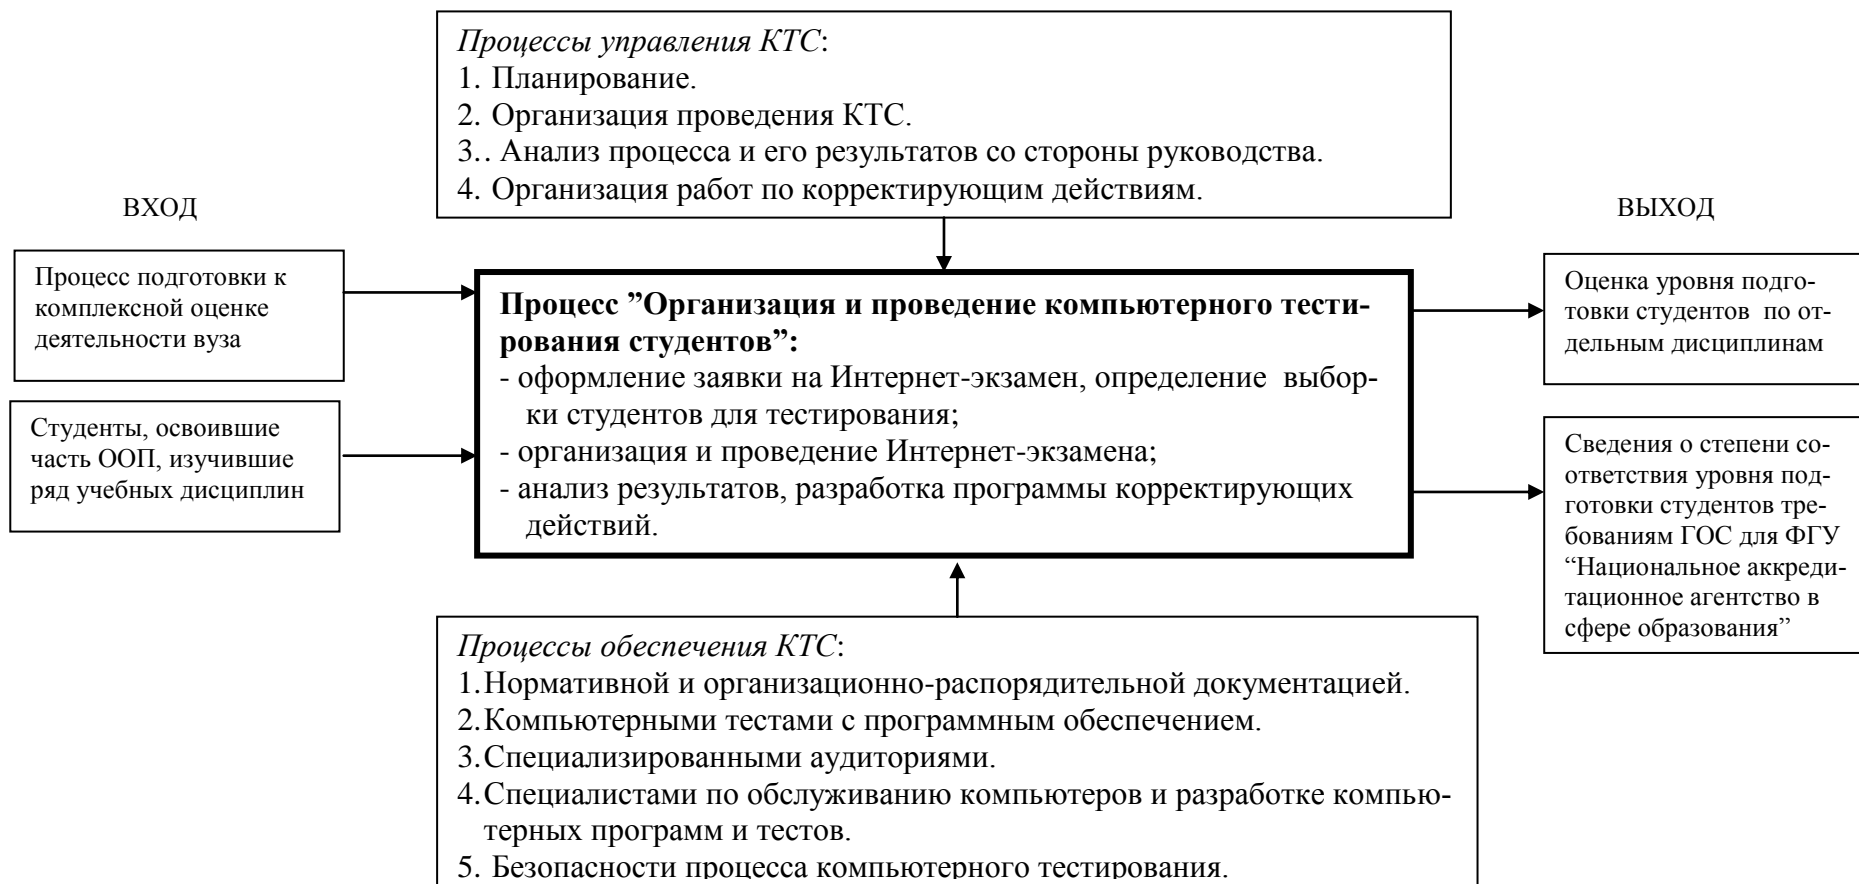 Процессы управления КТС:
1. Планирование.
2. Организация проведения КТС.
3.. Анализ процесса и его результатов со стороны руководства.
4. Организация работ по корректирующим действиям.
ВХОД
ВЫХОД
Процесс подготовки к
комплексной оценке
деятельности вуза
Студенты, освоившие
часть ООП, изучившие
ряд учебных дисциплин
Процесс ”Организация и проведение компьютерного тести-
рования студентов”:
- оформление заявки на Интернет-экзамен, определение выбор-
ки студентов для тестирования;
- организация и проведение Интернет-экзамена;
- анализ результатов, разработка программы корректирующих
действий.
Оценка уровня подго-
товки студентов по от-
дельным дисциплинам
Сведения о степени со-
ответствия уровня под-
готовки студентов тре-
бованиям ГОС для ФГУ
“Национальное аккреди-
тационное агентство в
сфере образования”
Процессы обеспечения КТС:
1.Нормативной и организационно-распорядительной документацией.
2.Компьютерными тестами с программным обеспечением.
3.Специализированными аудиториями.
4.Специалистами по обслуживанию компьютеров и разработке компью-
терных программ и тестов.
5. Безопасности процесса компьютерного тестирования.